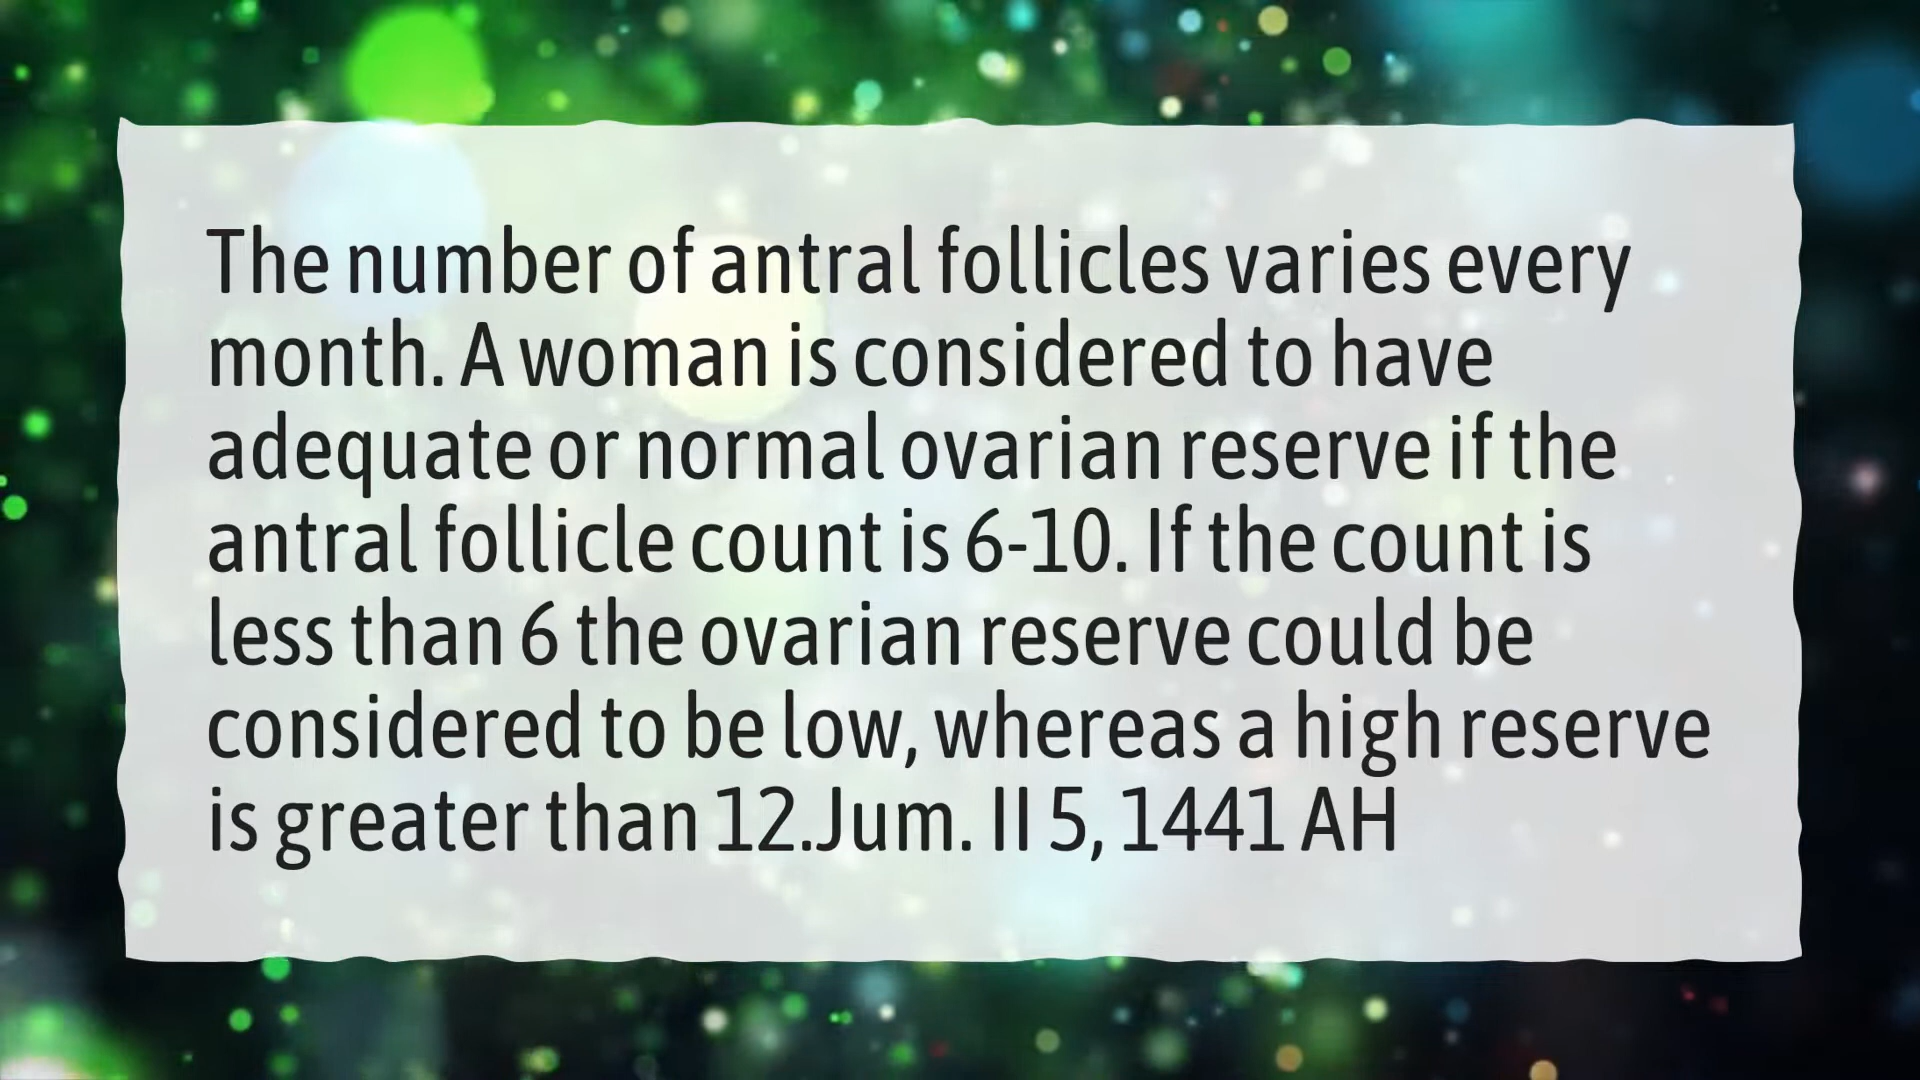 The number of antral follicles varies every
month. A woman is considered to have
adequate or normal ovarian reserve if the
antral follicle count is 6-10. If the count is
less than 6 the ovarian reserve could be
considered to be low, whereas a high reserve
is greater than 12.Jum. II 5, 1441 AH